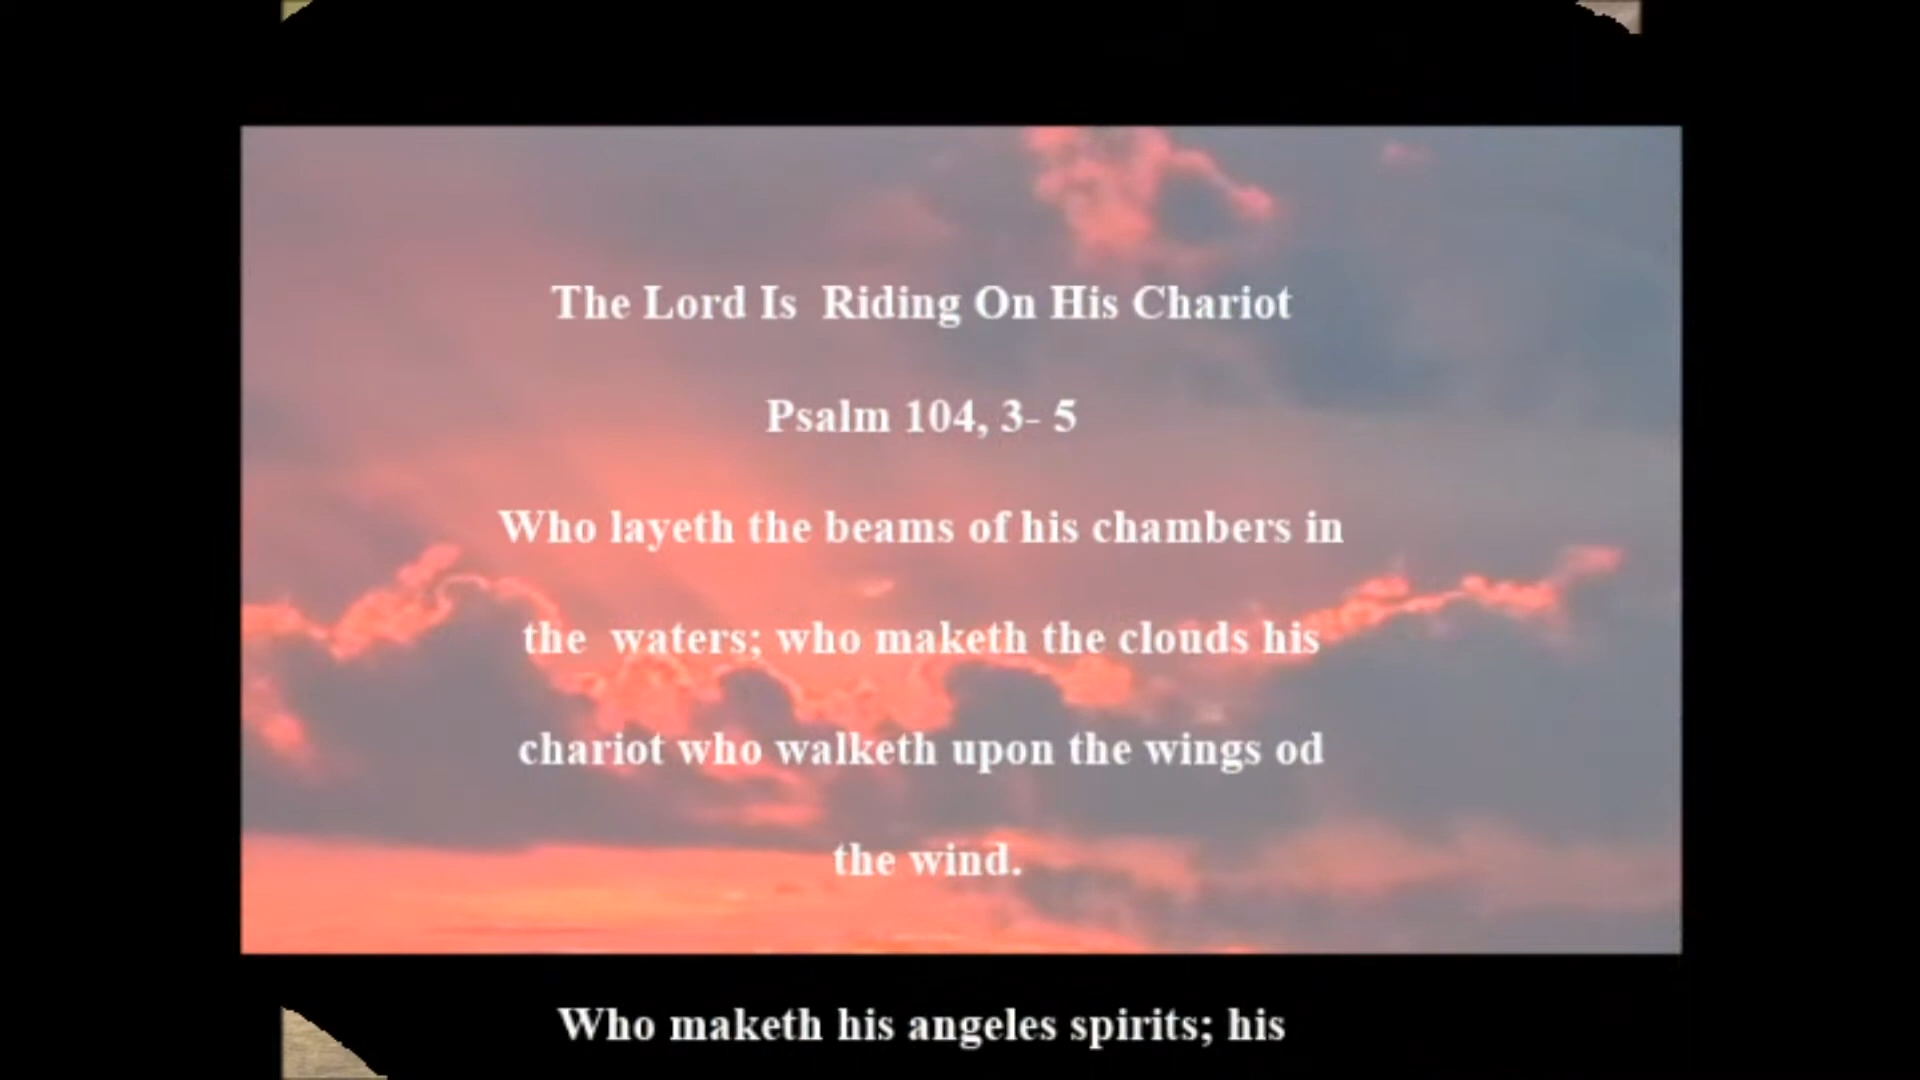 The Lord Is  Riding On His Chariot
Psalm 104, 3- 5
Who layeth the beams of his chambers in
the  waters; who maketh the clouds his
chariot who walketh upon the wings od
the wind.
Who maketh his angeles spirits; his